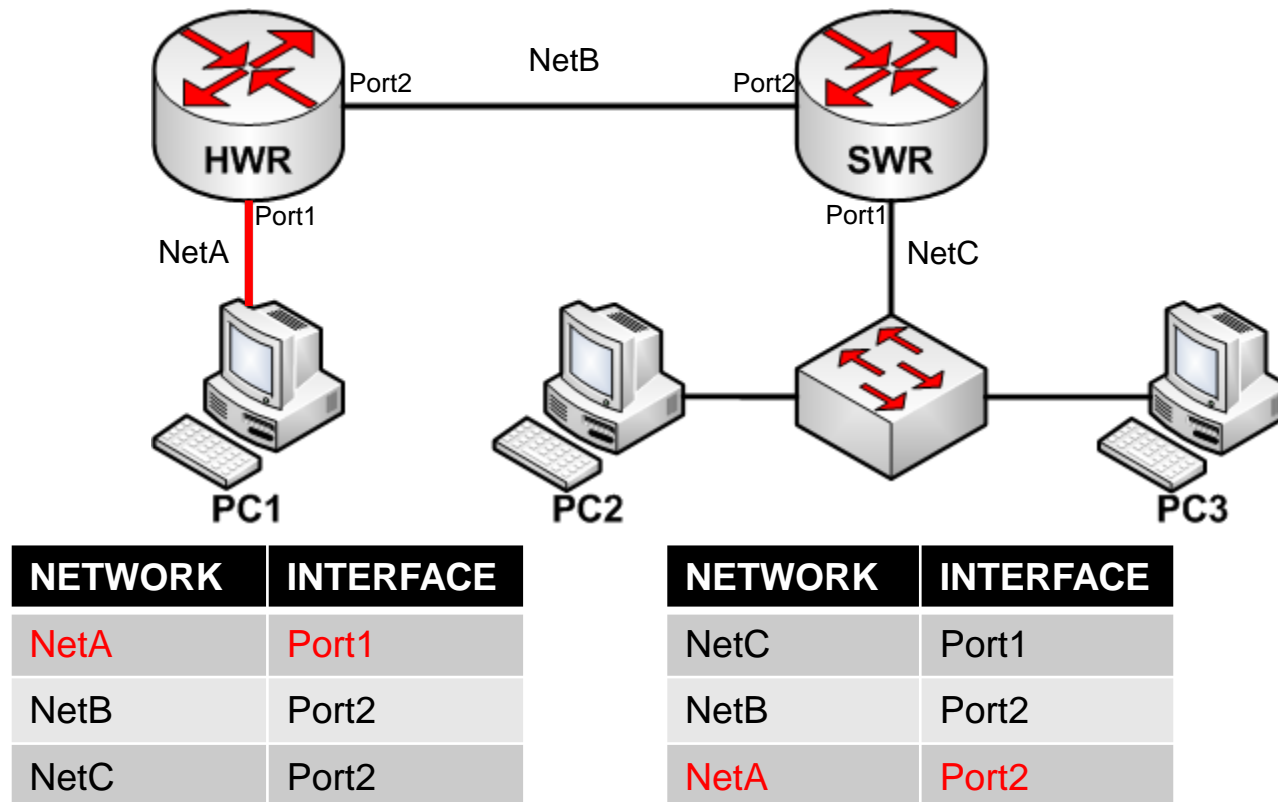 NetB
Port2 Port2
HWR SWR
Port1 Port1
NetA NetC
PC1 PC2 PC3
NETWORK INTERFACE
NetA Port1
NetB Port2
NetC Port2
NETWORK INTERFACE
NetC Port1
NetB Port2
NetA Port2